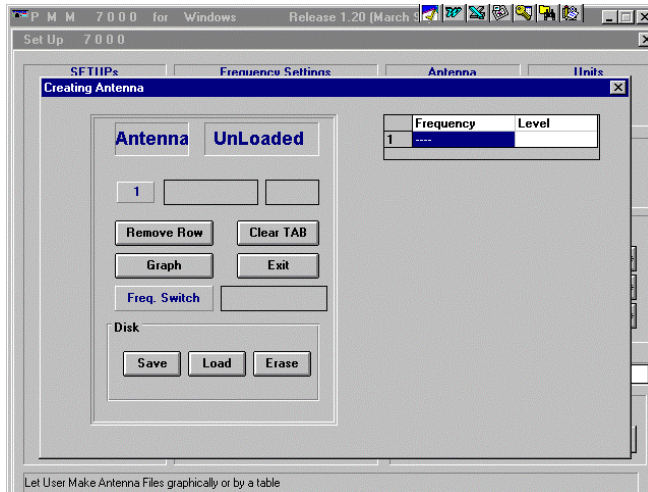 P M M 7000 for Windows Release 1.20 (March 9
Set Up 7000
SETUPs Frequency Settings Antenna Units
Creating Antenna
Antenna UnLoaded
Frequency Level
1 ----
1
Remove Row Clear TAB
Graph Exit
Freq. Switch
Disk
Save Load Erase
Let User Make Antenna Files graphically or by a table